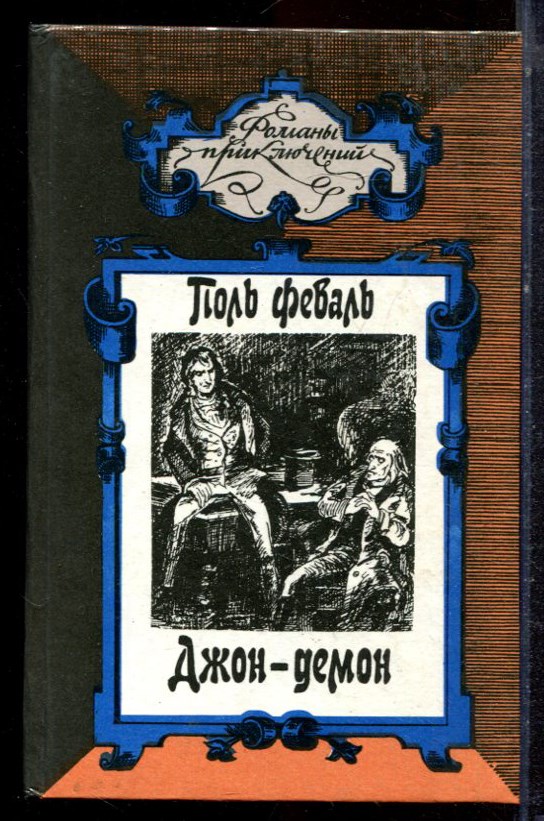 Романы
приключений
Поль Феваль
Джон-демон